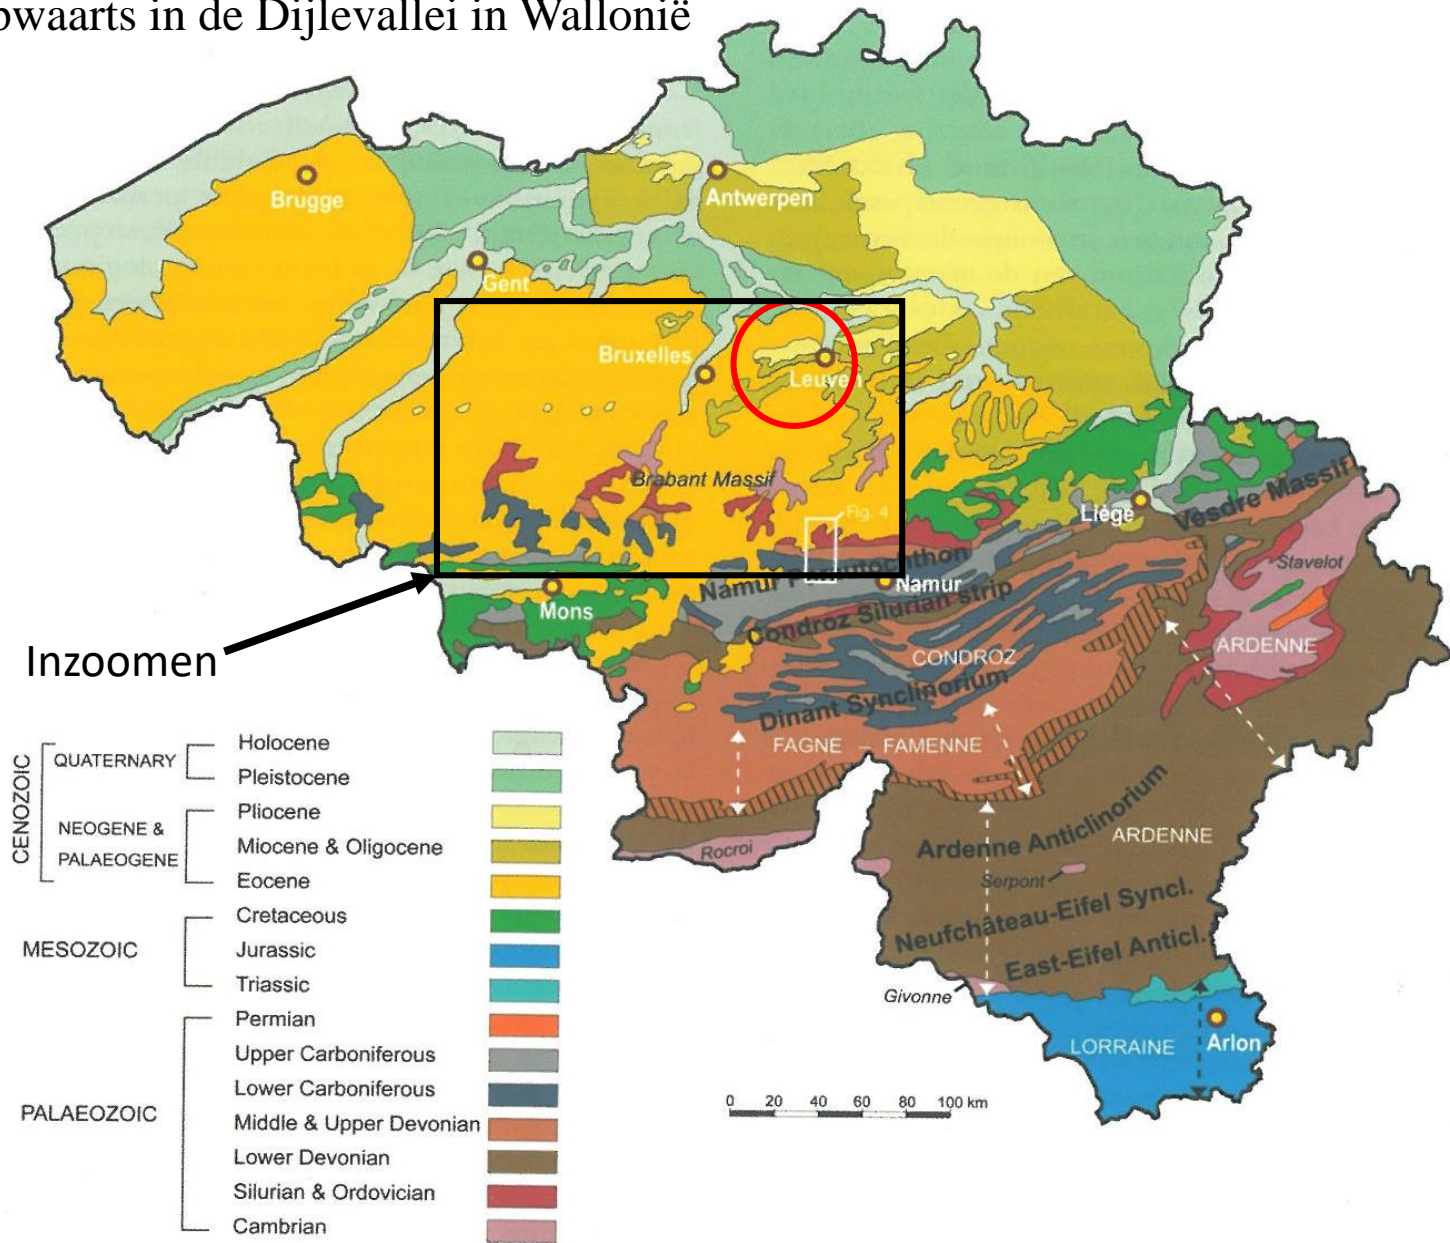 opwaarts in de Dijlevallei in Wallonië
Brugge
Antwerpen
Gent
Bruxelles
Leuven
Brabant Massif
Fig. 4
Liège
Vesdre Massif
Stavelot
Namur Parautochthon
Namur
Mons
Condroz Silurian strip
Inzoomen
CONDROZ
ARDENNE
Dinant Synclinorium
FAGNE – FAMENNE
Ardenne Anticlinorium
ARDENNE
Rocroi
Serpont
Neufchâteau-Eifel Syncl.
East-Eifel Anticl.
Givonne
LORRAINE
Arlon
0 20 40 60 80 100 km
CENOZOIC
QUATERNARY
Holocene
Pleistocene
NEOGENE &
PALAEOGENE
Pliocene
Miocene & Oligocene
Eocene
MESOZOIC
Cretaceous
Jurassic
Triassic
PALAEOZOIC
Permian
Upper Carboniferous
Lower Carboniferous
Middle & Upper Devonian
Lower Devonian
Silurian & Ordovician
Cambrian